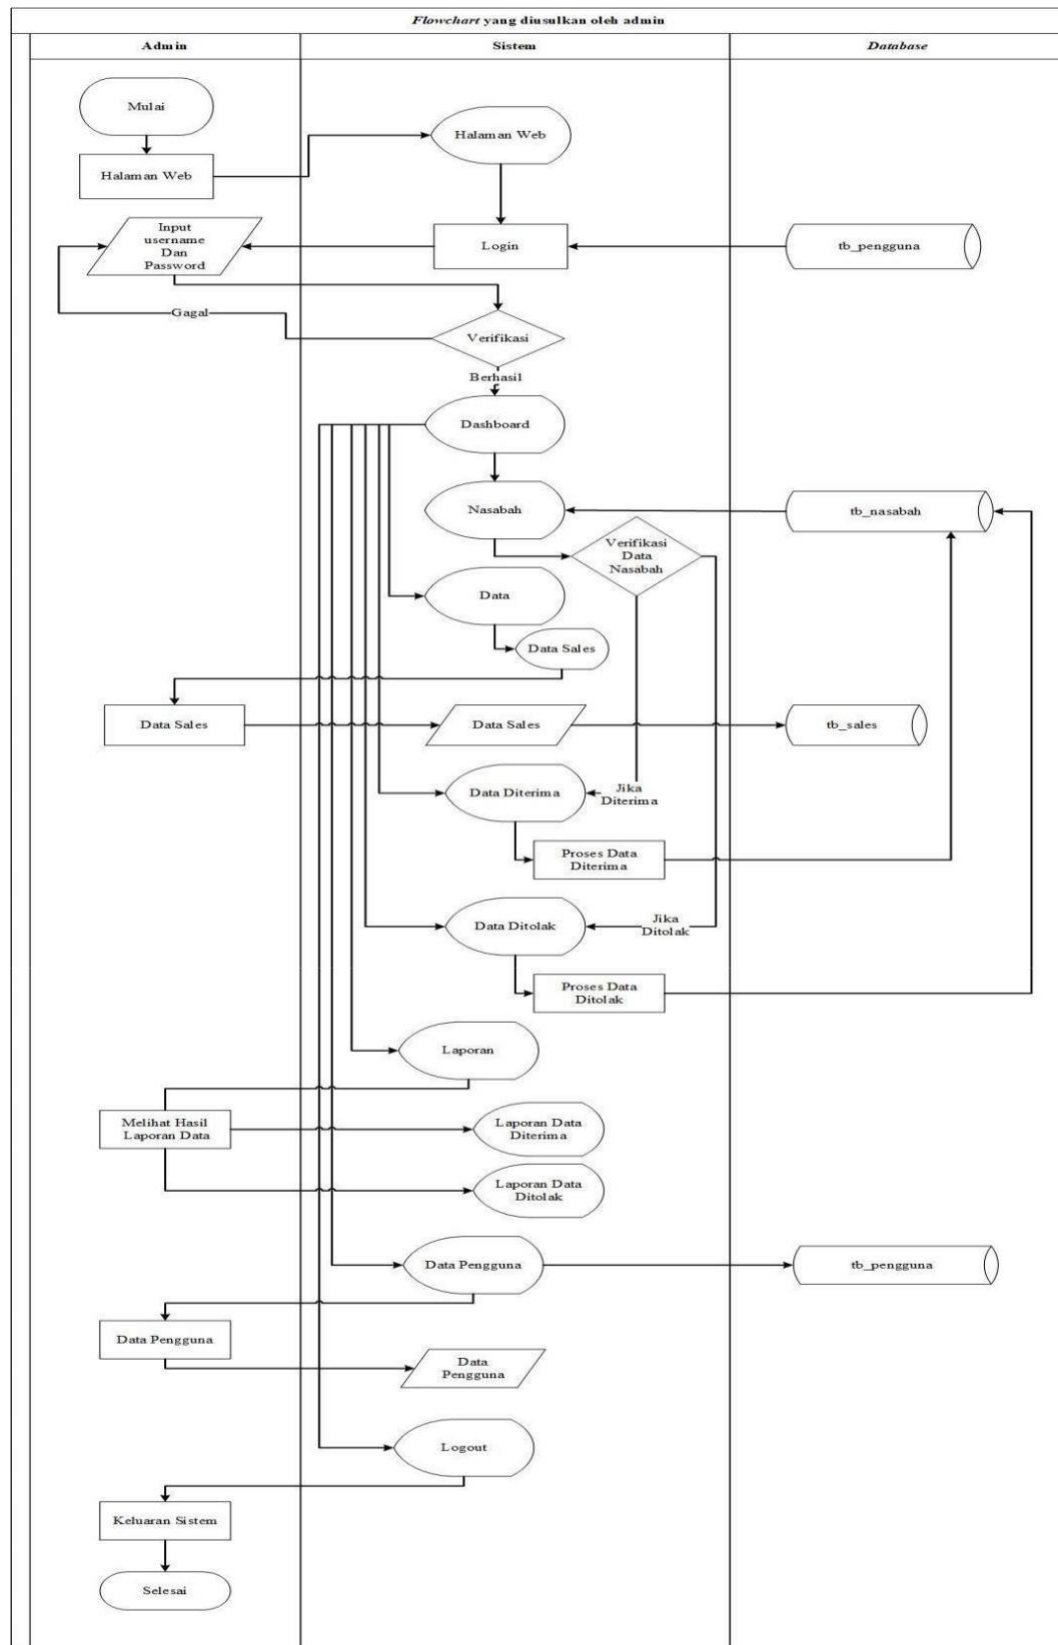 Flowchart yang diusulkan oleh admin
Admin
Sistem
Database
Mulai
Halaman Web
Halaman Web
Input
username
Dan
Password
Login
tb_pengguna
Gagal
Verifikasi
Berhasil
Dashboard
Nasabah
tb_nasabah
Verifikasi
Data
Nasabah
Data
Data Sales
Data Sales
Data Sales
tb_sales
Data Diterima
Jika
Diterima
Proses Data
Diterima
Data Ditolak
Jika
Ditolak
Proses Data
Ditolak
Laporan
Melihat Hasil
Laporan Data
Laporan Data
Diterima
Laporan Data
Ditolak
Data Pengguna
tb_pengguna
Data Pengguna
Data
Pengguna
Logout
Keluaran Sistem
Selesai